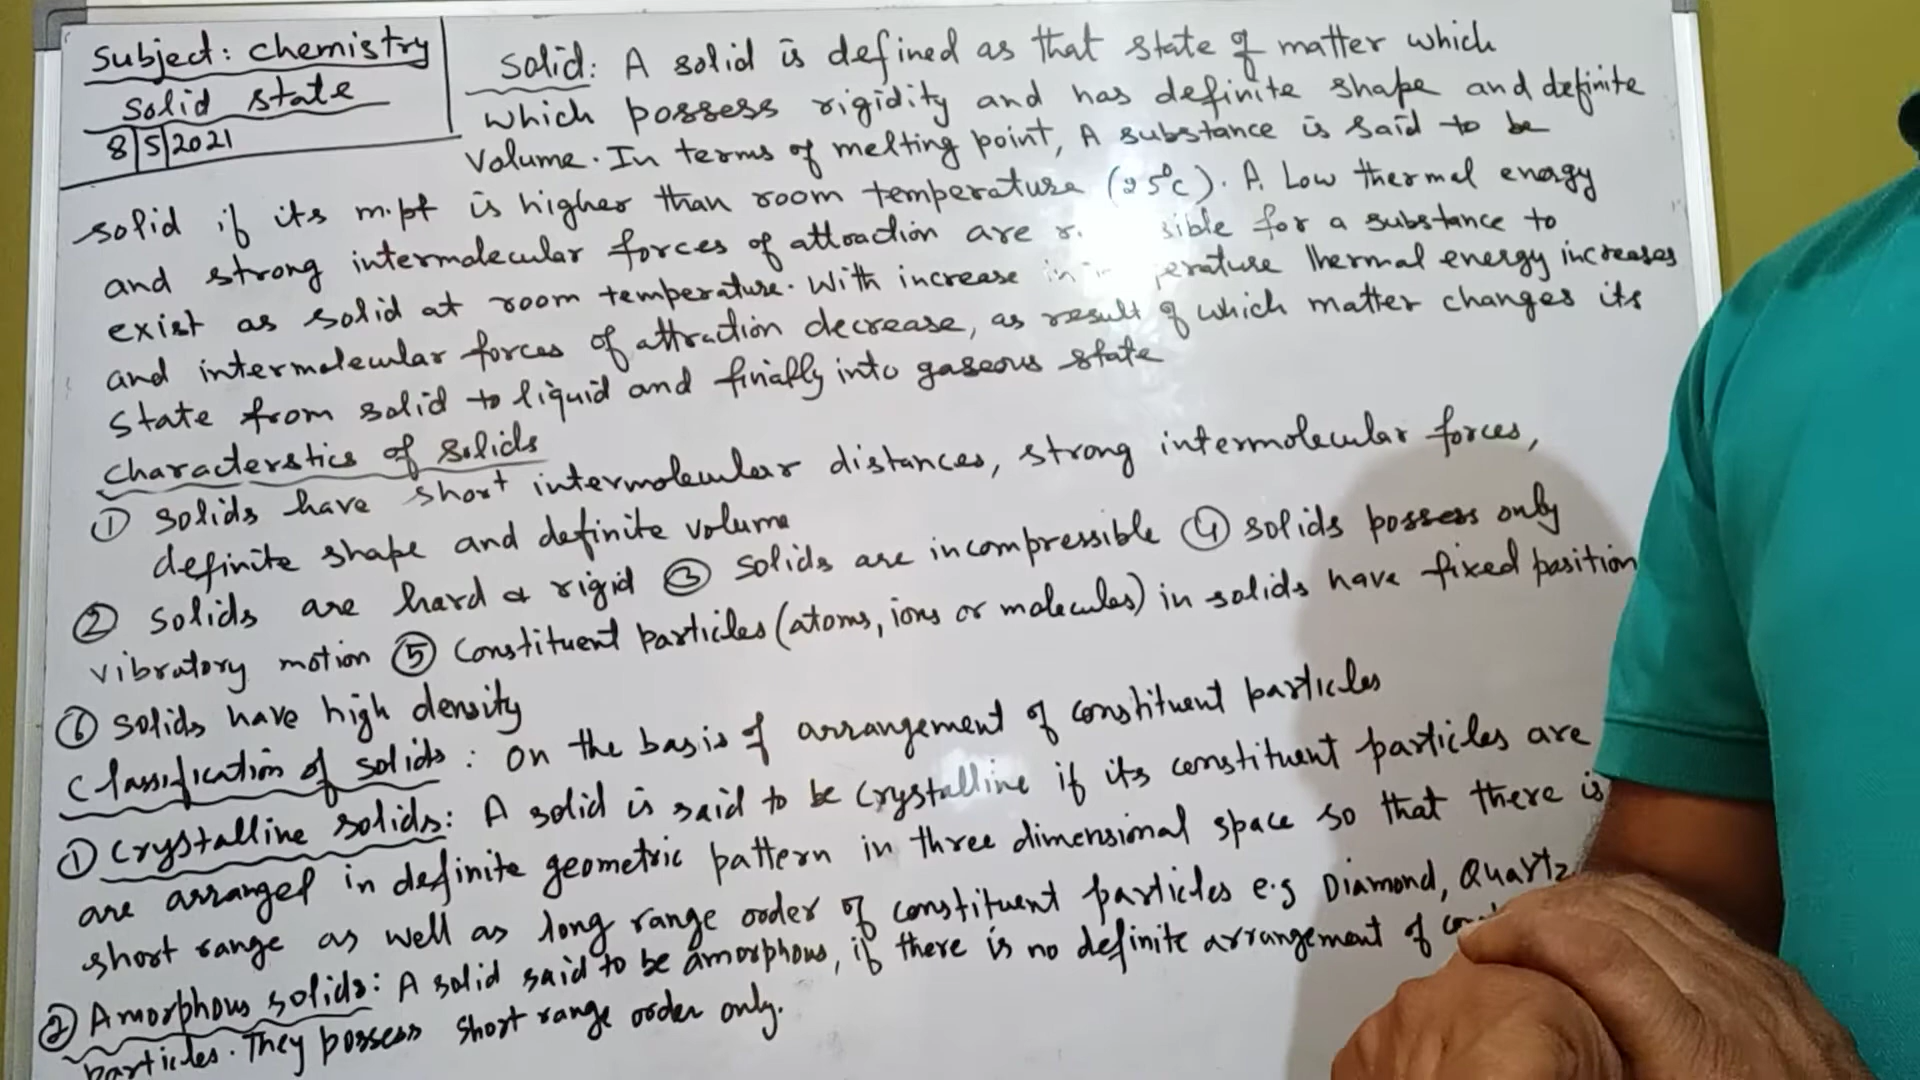 Subject: Chemistry
Solid state
8/5/2021
Solid: A solid is defined as that state of matter which
which possess rigidity and has definite shape and definite
Volume. In terms of melting point, A substance is said to be
solid if its m.pt is higher than room temperature (25°C). A Low thermal energy
and strong intermolecular forces of attraction are sible for a substance to
exist as solid at room temperature. With increase in perature thermal energy increases
and intermolecular forces of attraction decrease, as result of which matter changes its
state from solid to liquid and finially into gaseous state
Characterstics of solids
① Solids have short intermolecular distances, strong intermolecular forces,
definite shape and definite volume
② Solids are hard & rigid ③ Solids are incompressible ④ Solids possess only
vibratory motion ⑤ Constituent particles (atoms, ions or molecules) in solids have fixed position
⑥ Solids have high density
Classification of solids: On the basis of arrangement of constituent particles
① Crystalline solids: A solid is said to be Crystalline if its constituent particles are
are arranged in definite geometric pattern in three dimensional space so that there is
short range as well as long range order of constituent particles e.g Diamond, Quartz
② Amorphous solids: A solid said to be amorphous, if there is no definite arrangement of
particles. They possess short range order only.